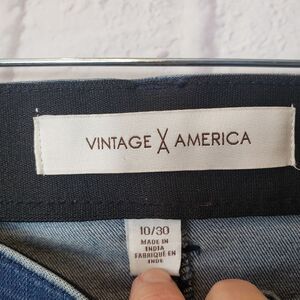 VINTAGE AMERICA
10/30
MADE IN
INDIA
FABRIQUÉ EN
INDE